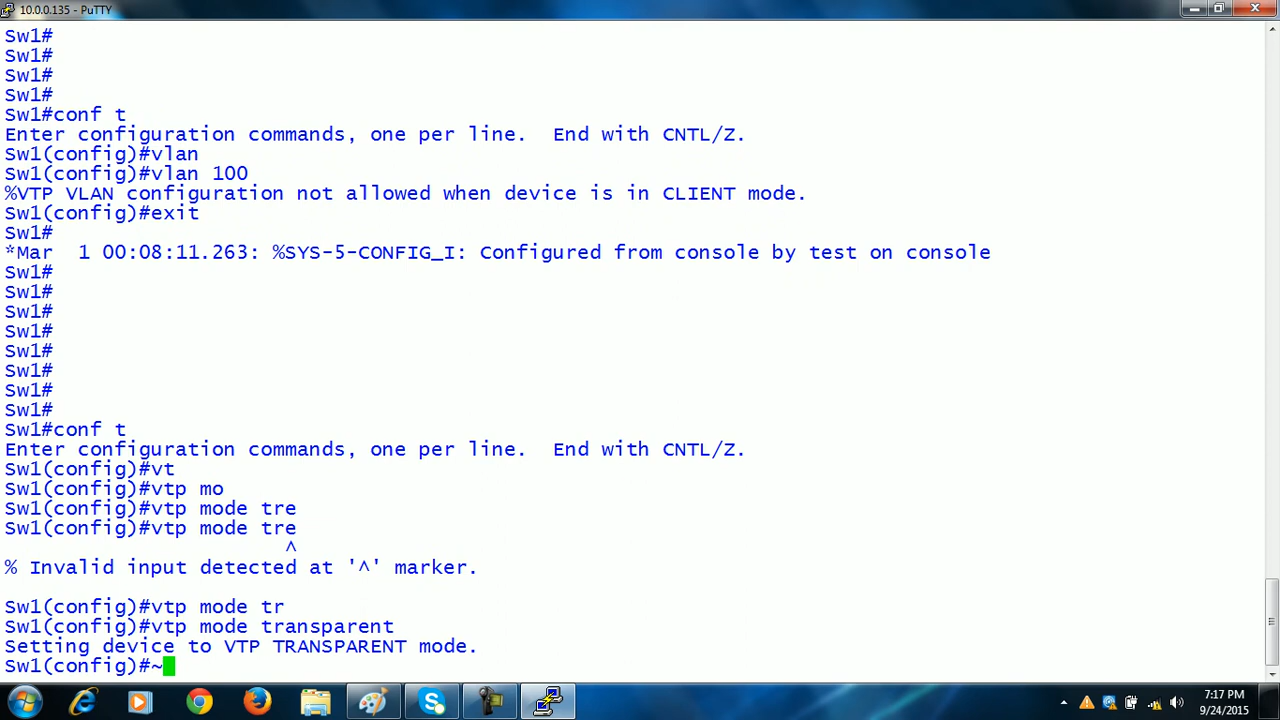 10.0.0.135 - PuTTY
Sw1#
Sw1#
Sw1#
Sw1#
Sw1#conf t
Enter configuration commands, one per line.  End with CNTL/Z.
Sw1(config)#vlan
Sw1(config)#vlan 100
%VTP VLAN configuration not allowed when device is in CLIENT mode.
Sw1(config)#exit
Sw1#
*Mar  1 00:08:11.263: %SYS-5-CONFIG_I: Configured from console by test on console
Sw1#
Sw1#
Sw1#
Sw1#
Sw1#
Sw1#
Sw1#
Sw1#
Sw1#conf t
Enter configuration commands, one per line.  End with CNTL/Z.
Sw1(config)#vt
Sw1(config)#vtp mo
Sw1(config)#vtp mode tre
Sw1(config)#vtp mode tre
^
% Invalid input detected at '^' marker.
Sw1(config)#vtp mode tr
Sw1(config)#vtp mode transparent
Setting device to VTP TRANSPARENT mode.
Sw1(config)#~
7:17 PM
9/24/2015